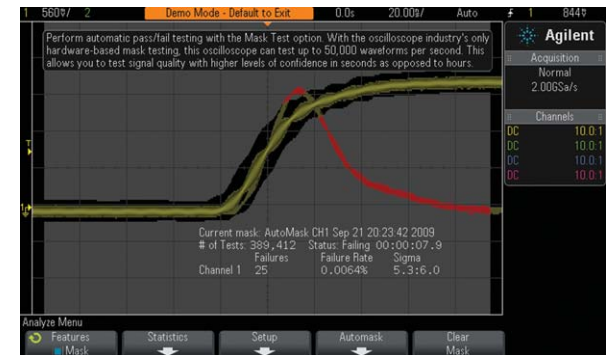 1 560♥/ 2 Demo Mode - Default to Exit 0.0s 20.00♥/ Auto 1 844♥
Perform automatic pass/fail testing with the Mask Test option. With the oscilloscope industry's only
hardware-based mask testing, this oscilloscope can test up to 50,000 waveforms per second. This
allows you to test signal quality with higher levels of confidence in seconds as opposed to hours.
Agilent
Acquisition
Normal
2.00GSa/s
Channels
DC 10.0:1
DC 10.0:1
DC 10.0:1
DC 10.0:1
T
1
Current mask: AutoMask CH1 Sep 21 20:23:42 2009
# of Tests: 389,412 Status: Failing 00:00:07.9
Failures Failure Rate Sigma
Channel 1 25 0.0064% 5.3:6.0
Analyze Menu
Features Statistics Setup Automask Clear
Mask Mask